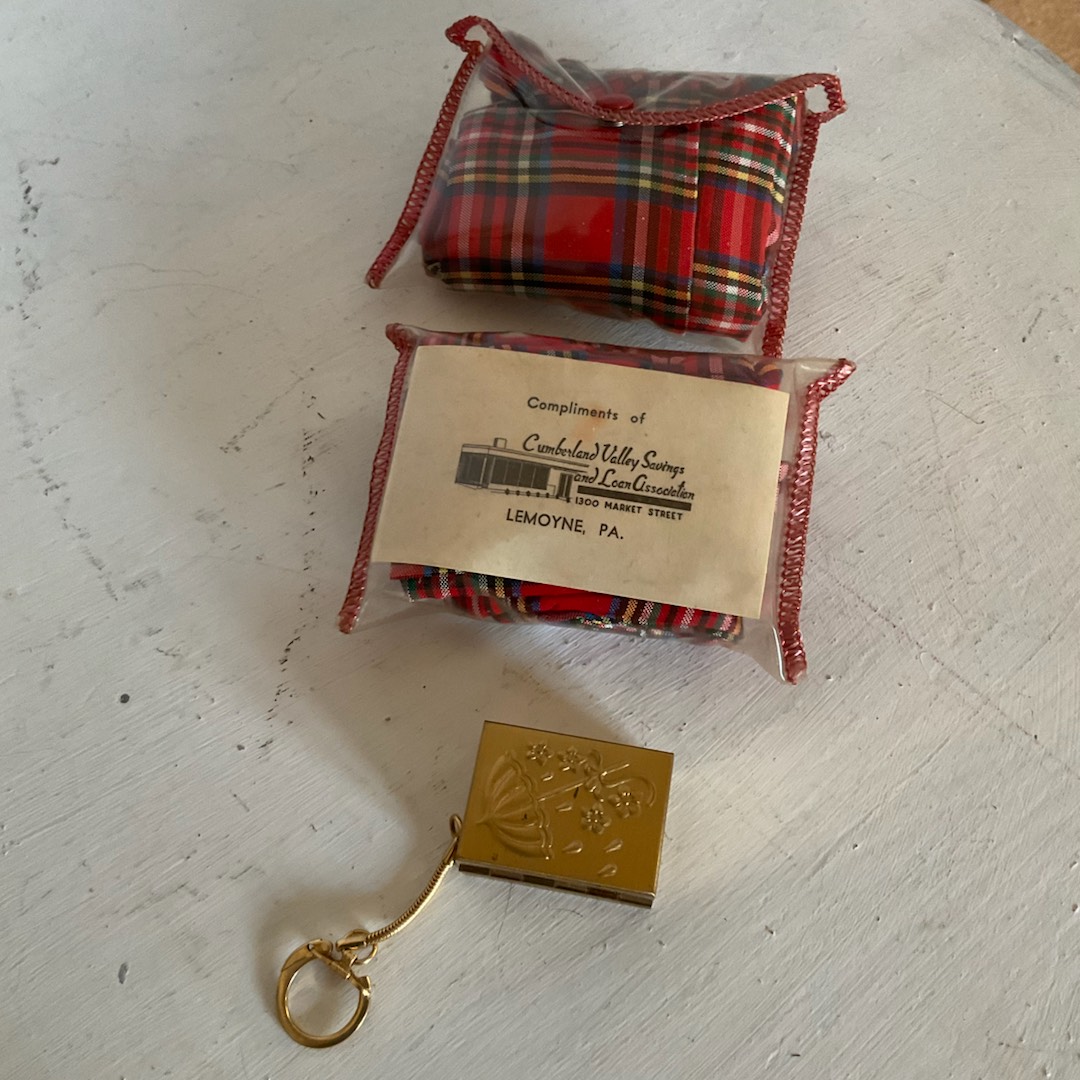 Compliments of
Cumberland Valley Savings
and Loan Association
1300 MARKET STREET
LEMOYNE, PA.